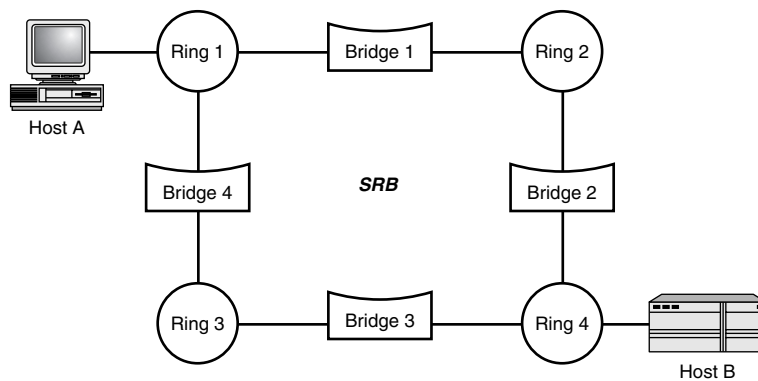 Ring 1
Bridge 1
Ring 2
Host A
Bridge 4
SRB
Bridge 2
Ring 3
Bridge 3
Ring 4
Host B